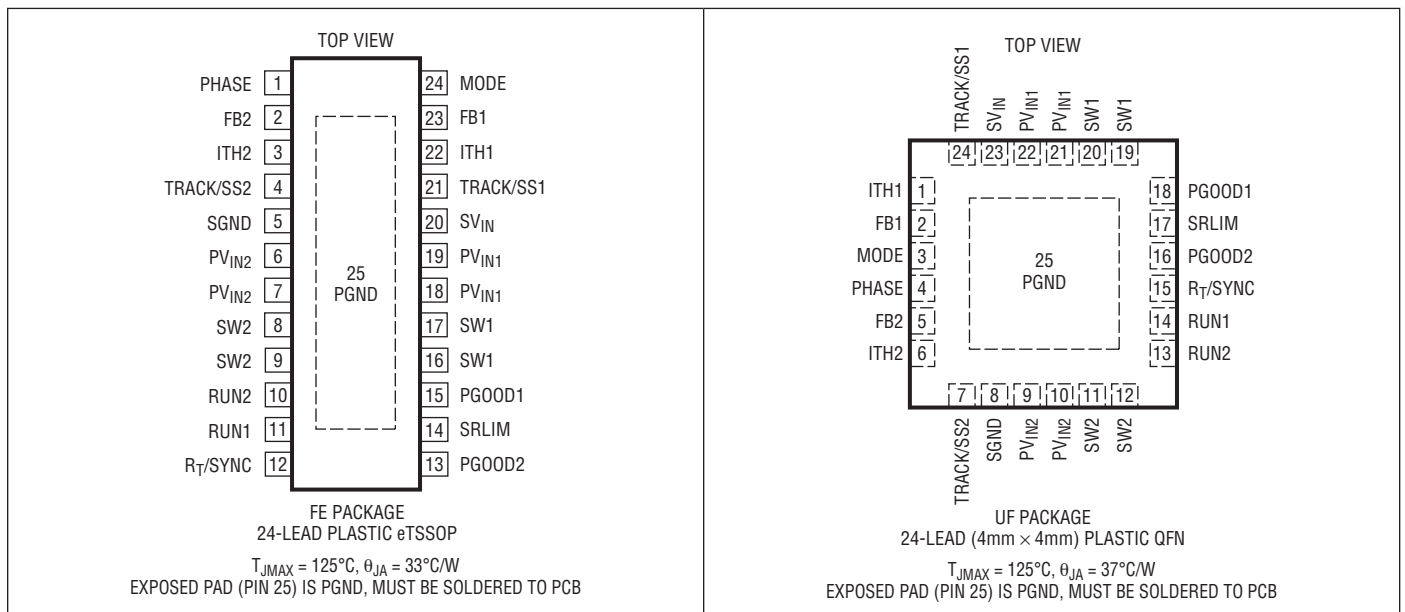 TOP VIEW
PHASE 1
FB2 2
ITH2 3
TRACK/SS2 4
SGND 5
PVIN2 6
PVIN2 7
SW2 8
SW2 9
RUN2 10
RUN1 11
RT/SYNC 12
24 MODE
23 FB1
22 ITH1
21 TRACK/SS1
20 SVIN
19 PVIN1
18 PVIN1
17 SW1
16 SW1
15 PGOOD1
14 SRLIM
13 PGOOD2
25
PGND
FE PACKAGE
24-LEAD PLASTIC eTSSOP
TJMAX = 125°C, θJA = 33°C/W
EXPOSED PAD (PIN 25) IS PGND, MUST BE SOLDERED TO PCB
TOP VIEW
TRACK/SS1
SVIN
PVIN1
PVIN1
SW1
SW1
24 23 22 21 20 19
ITH1 1
FB1 2
MODE 3
PHASE 4
FB2 5
ITH2 6
18 PGOOD1
17 SRLIM
16 PGOOD2
15 RT/SYNC
14 RUN1
13 RUN2
25
PGND
7 8 9 10 11 12
TRACK/SS2
SGND
PVIN2
PVIN2
SW2
SW2
UF PACKAGE
24-LEAD (4mm × 4mm) PLASTIC QFN
TJMAX = 125°C, θJA = 37°C/W
EXPOSED PAD (PIN 25) IS PGND, MUST BE SOLDERED TO PCB